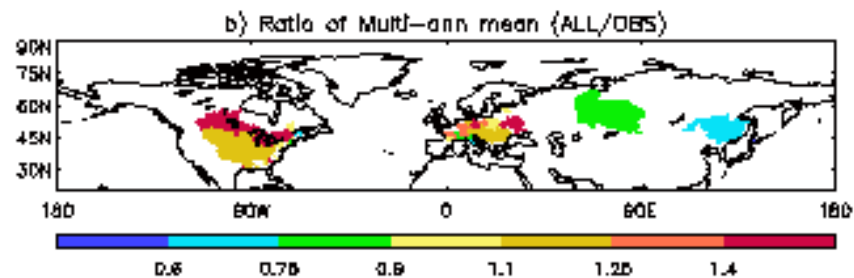 b) Ratio of Multi-ann mean (ALL/OBS)
90N
75N
60N
45N
30N
180 90W 0 90E 180
0.6 0.75 0.9 1.1 1.25 1.4